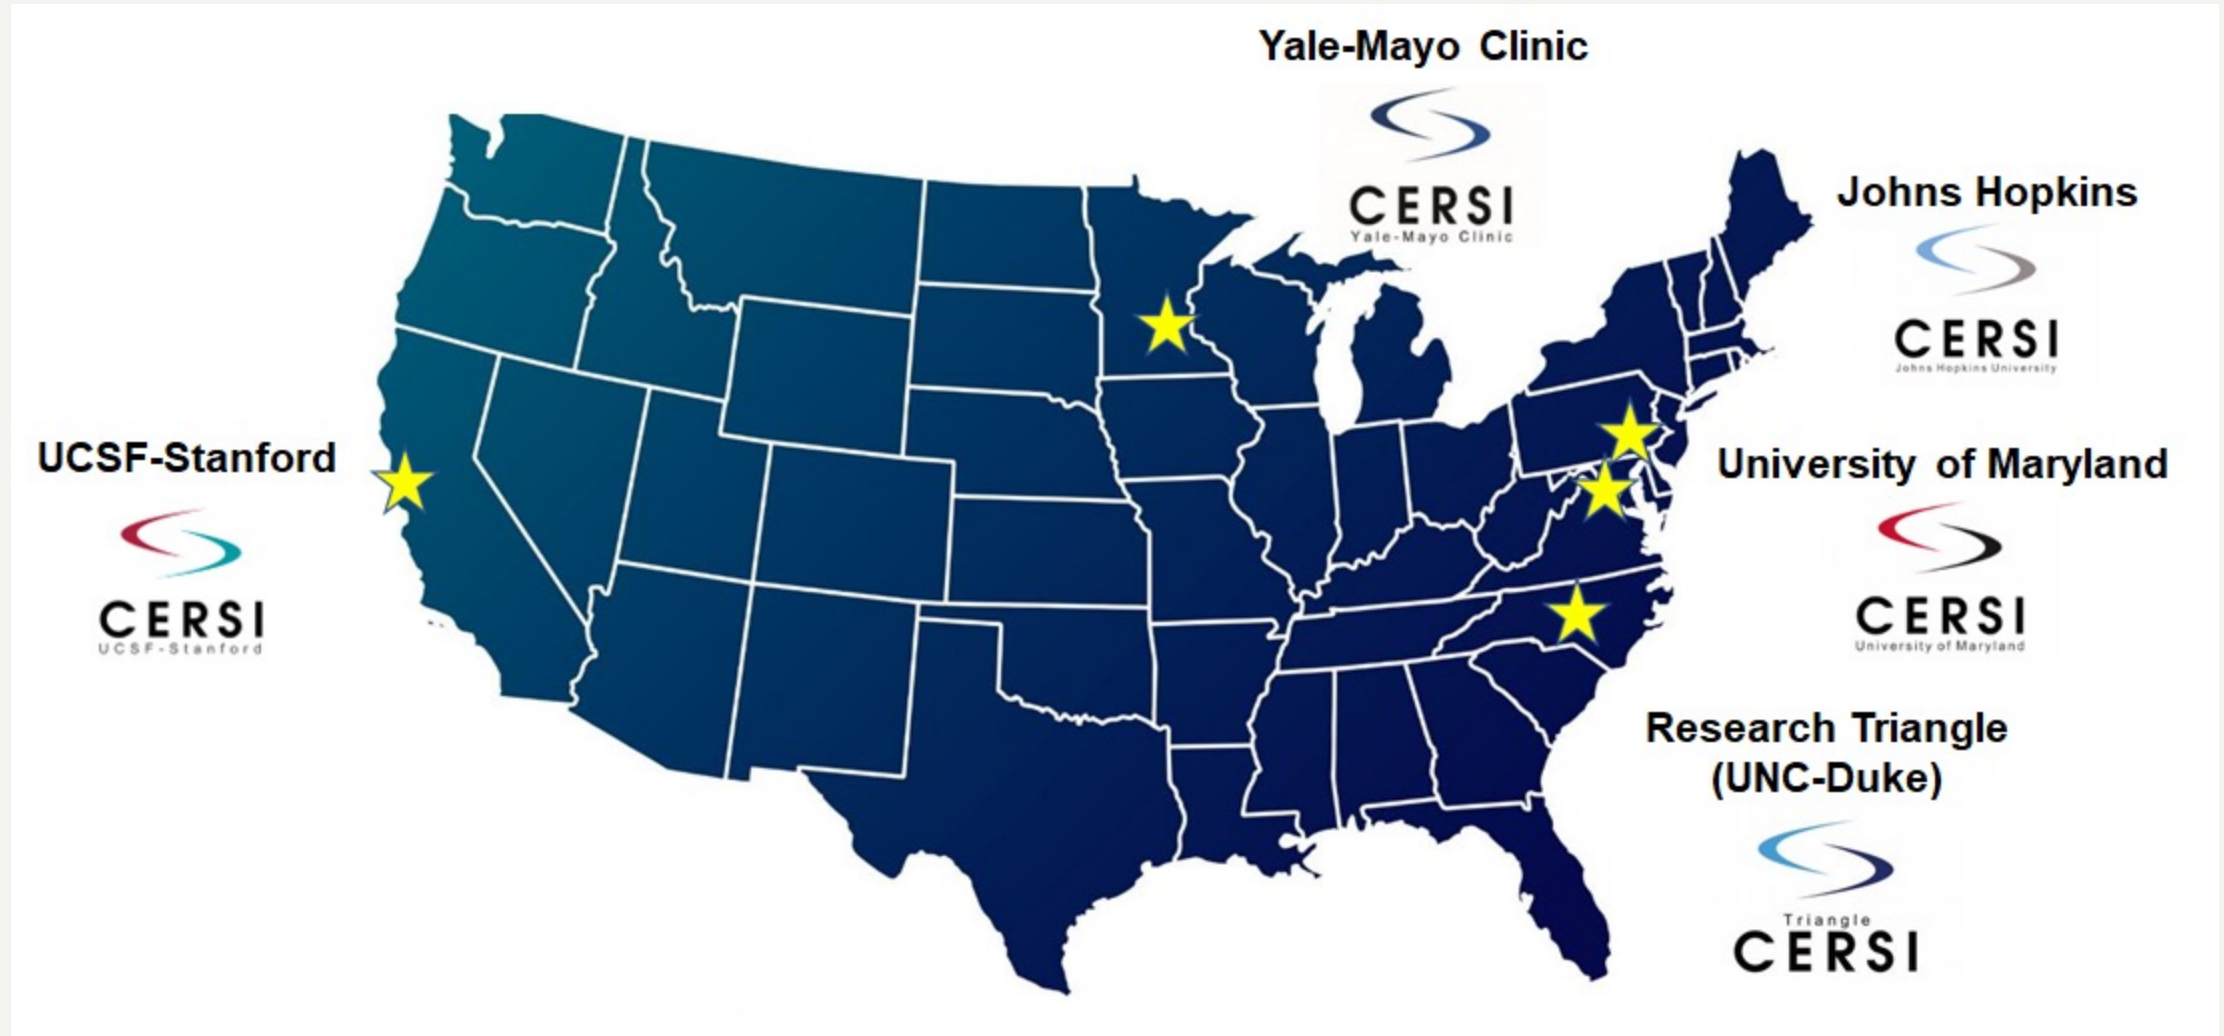 Yale-Mayo Clinic
CERSI
Yale-Mayo Clinic
Johns Hopkins
CERSI
Johns Hopkins University
UCSF-Stanford
CERSI
UCSF-Stanford
University of Maryland
CERSI
University of Maryland
Research Triangle
(UNC-Duke)
Triangle
CERSI